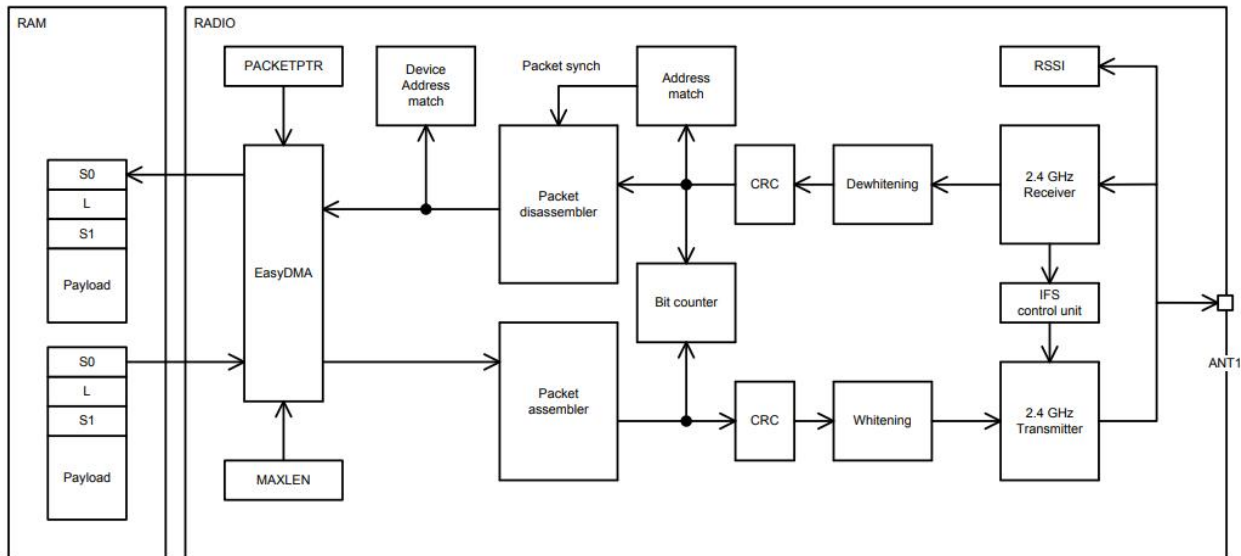 RAM
RADIO
PACKETPTR
Device
Address
match
Packet synch
Address
match
RSSI
S0
L
S1
Payload
EasyDMA
Packet
disassembler
CRC
Dewhitening
2.4 GHz
Receiver
Bit counter
IFS
control unit
ANT1
S0
L
S1
Payload
Packet
assembler
CRC
Whitening
2.4 GHz
Transmitter
MAXLEN